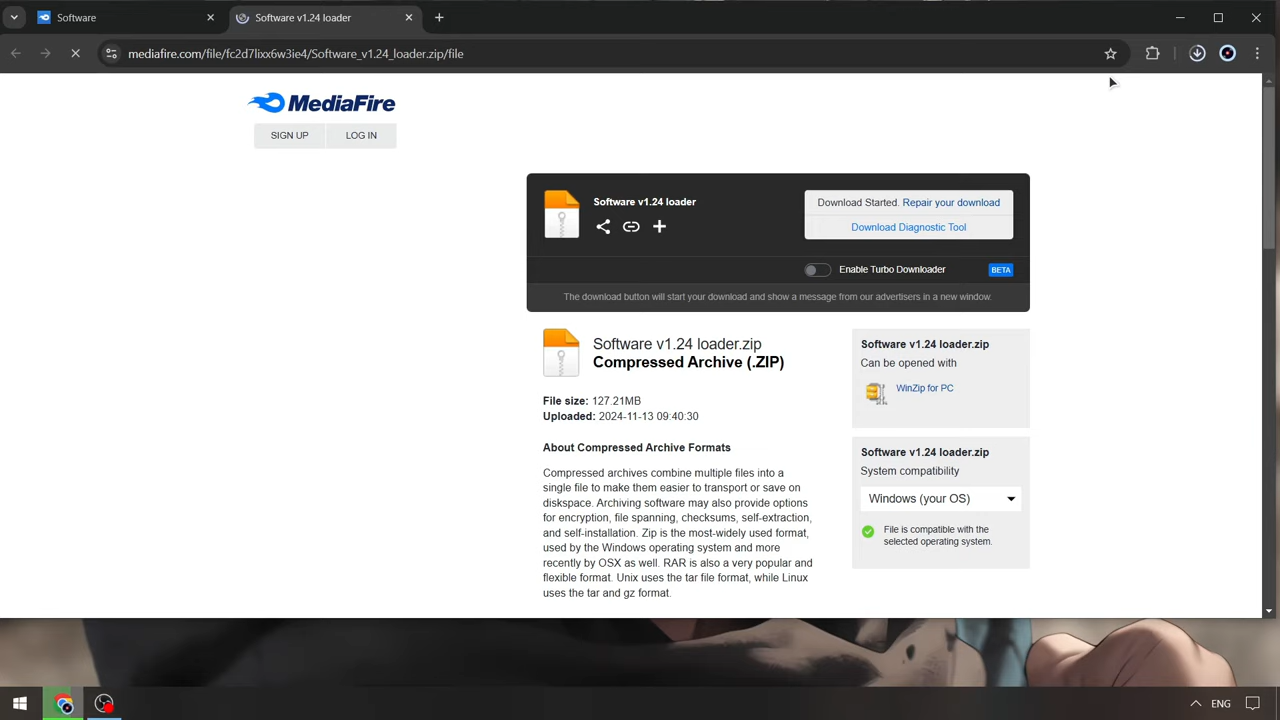 Software
Software v1.24 loader
mediafire.com/file/fc2d7lixx6w3ie4/Software_v1.24_loader.zip/file
MediaFire
SIGN UP
LOG IN
Software v1.24 loader
Download Started. Repair your download
Download Diagnostic Tool
Enable Turbo Downloader
BETA
The download button will start your download and show a message from our advertisers in a new window.
Software v1.24 loader.zip
Compressed Archive (.ZIP)
File size: 127.21MB
Uploaded: 2024-11-13 09:40:30
About Compressed Archive Formats
Compressed archives combine multiple files into a
single file to make them easier to transport or save on
diskspace. Archiving software may also provide options
for encryption, file spanning, checksums, self-extraction,
and self-installation. Zip is the most-widely used format,
used by the Windows operating system and more
recently by OSX as well. RAR is also a very popular and
flexible format. Unix uses the tar file format, while Linux
uses the tar and gz format.
Software v1.24 loader.zip
Can be opened with
WinZip for PC
Software v1.24 loader.zip
System compatibility
Windows (your OS)
File is compatible with the
selected operating system.
ENG